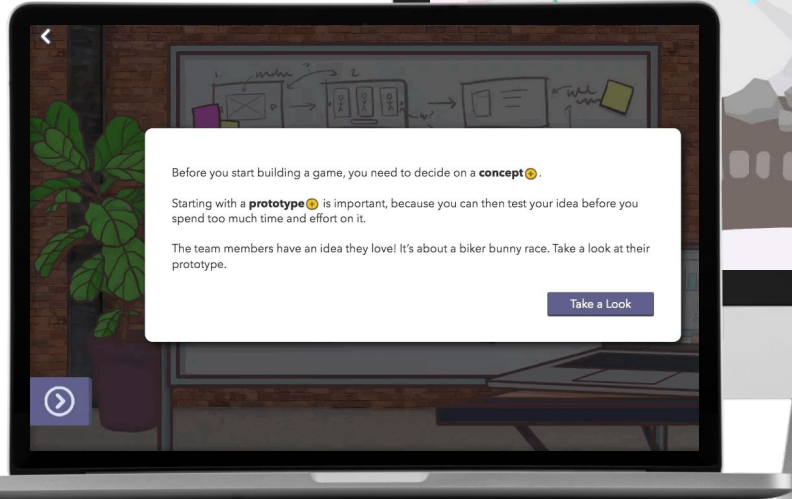 Before you start building a game, you need to decide on a concept.
Starting with a prototype is important, because you can then test your idea before you
spend too much time and effort on it.
The team members have an idea they love! It's about a biker bunny race. Take a look at their
prototype.
Take a Look